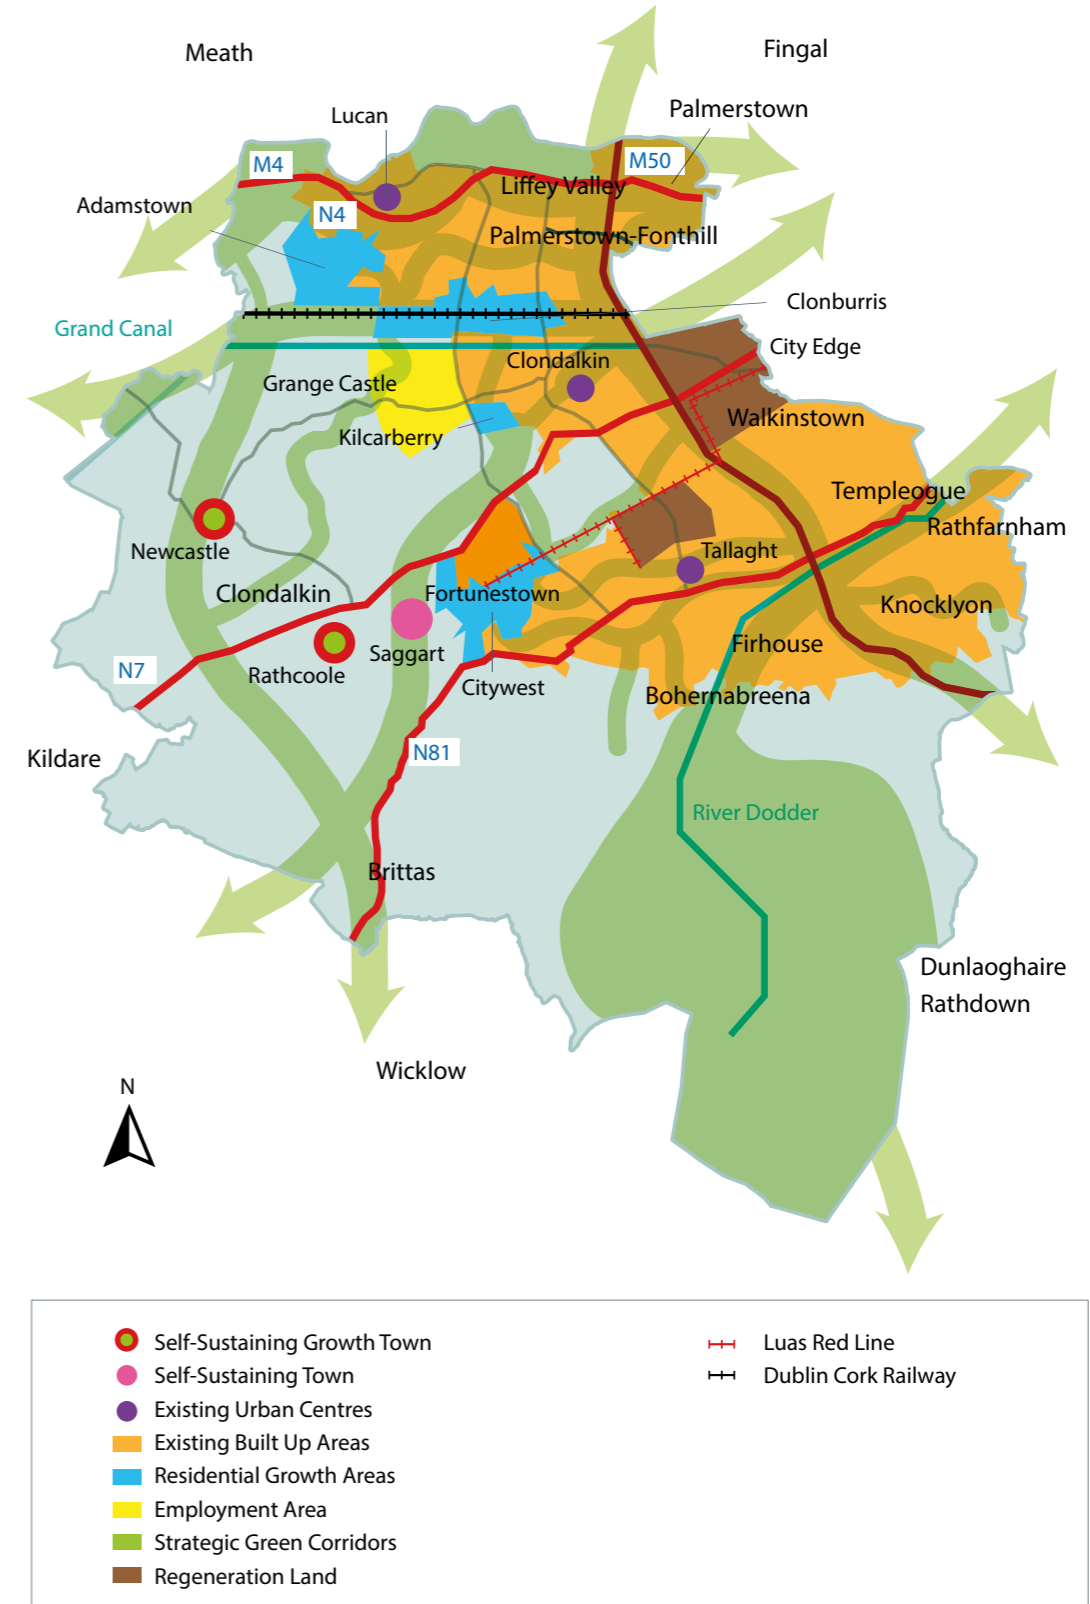 Meath
Fingal
Palmerstown
Lucan
M4
M50
Liffey Valley
Adamstown
N4
Palmerstown-Fonthill
Clonburris
Grand Canal
City Edge
Clondalkin
Grange Castle
Walkinstown
Kilcarberry
Templeogue
Rathfarnham
Newcastle
Tallaght
Clondalkin
Fortunestown
Knocklyon
Firhouse
Saggart
N7
Rathcoole
Citywest
Bohernabreena
N81
Kildare
River Dodder
Brittas
Dunlaoghaire
Rathdown
Wicklow
N
Self-Sustaining Growth Town
Self-Sustaining Town
Existing Urban Centres
Existing Built Up Areas
Residential Growth Areas
Employment Area
Strategic Green Corridors
Regeneration Land
Luas Red Line
Dublin Cork Railway